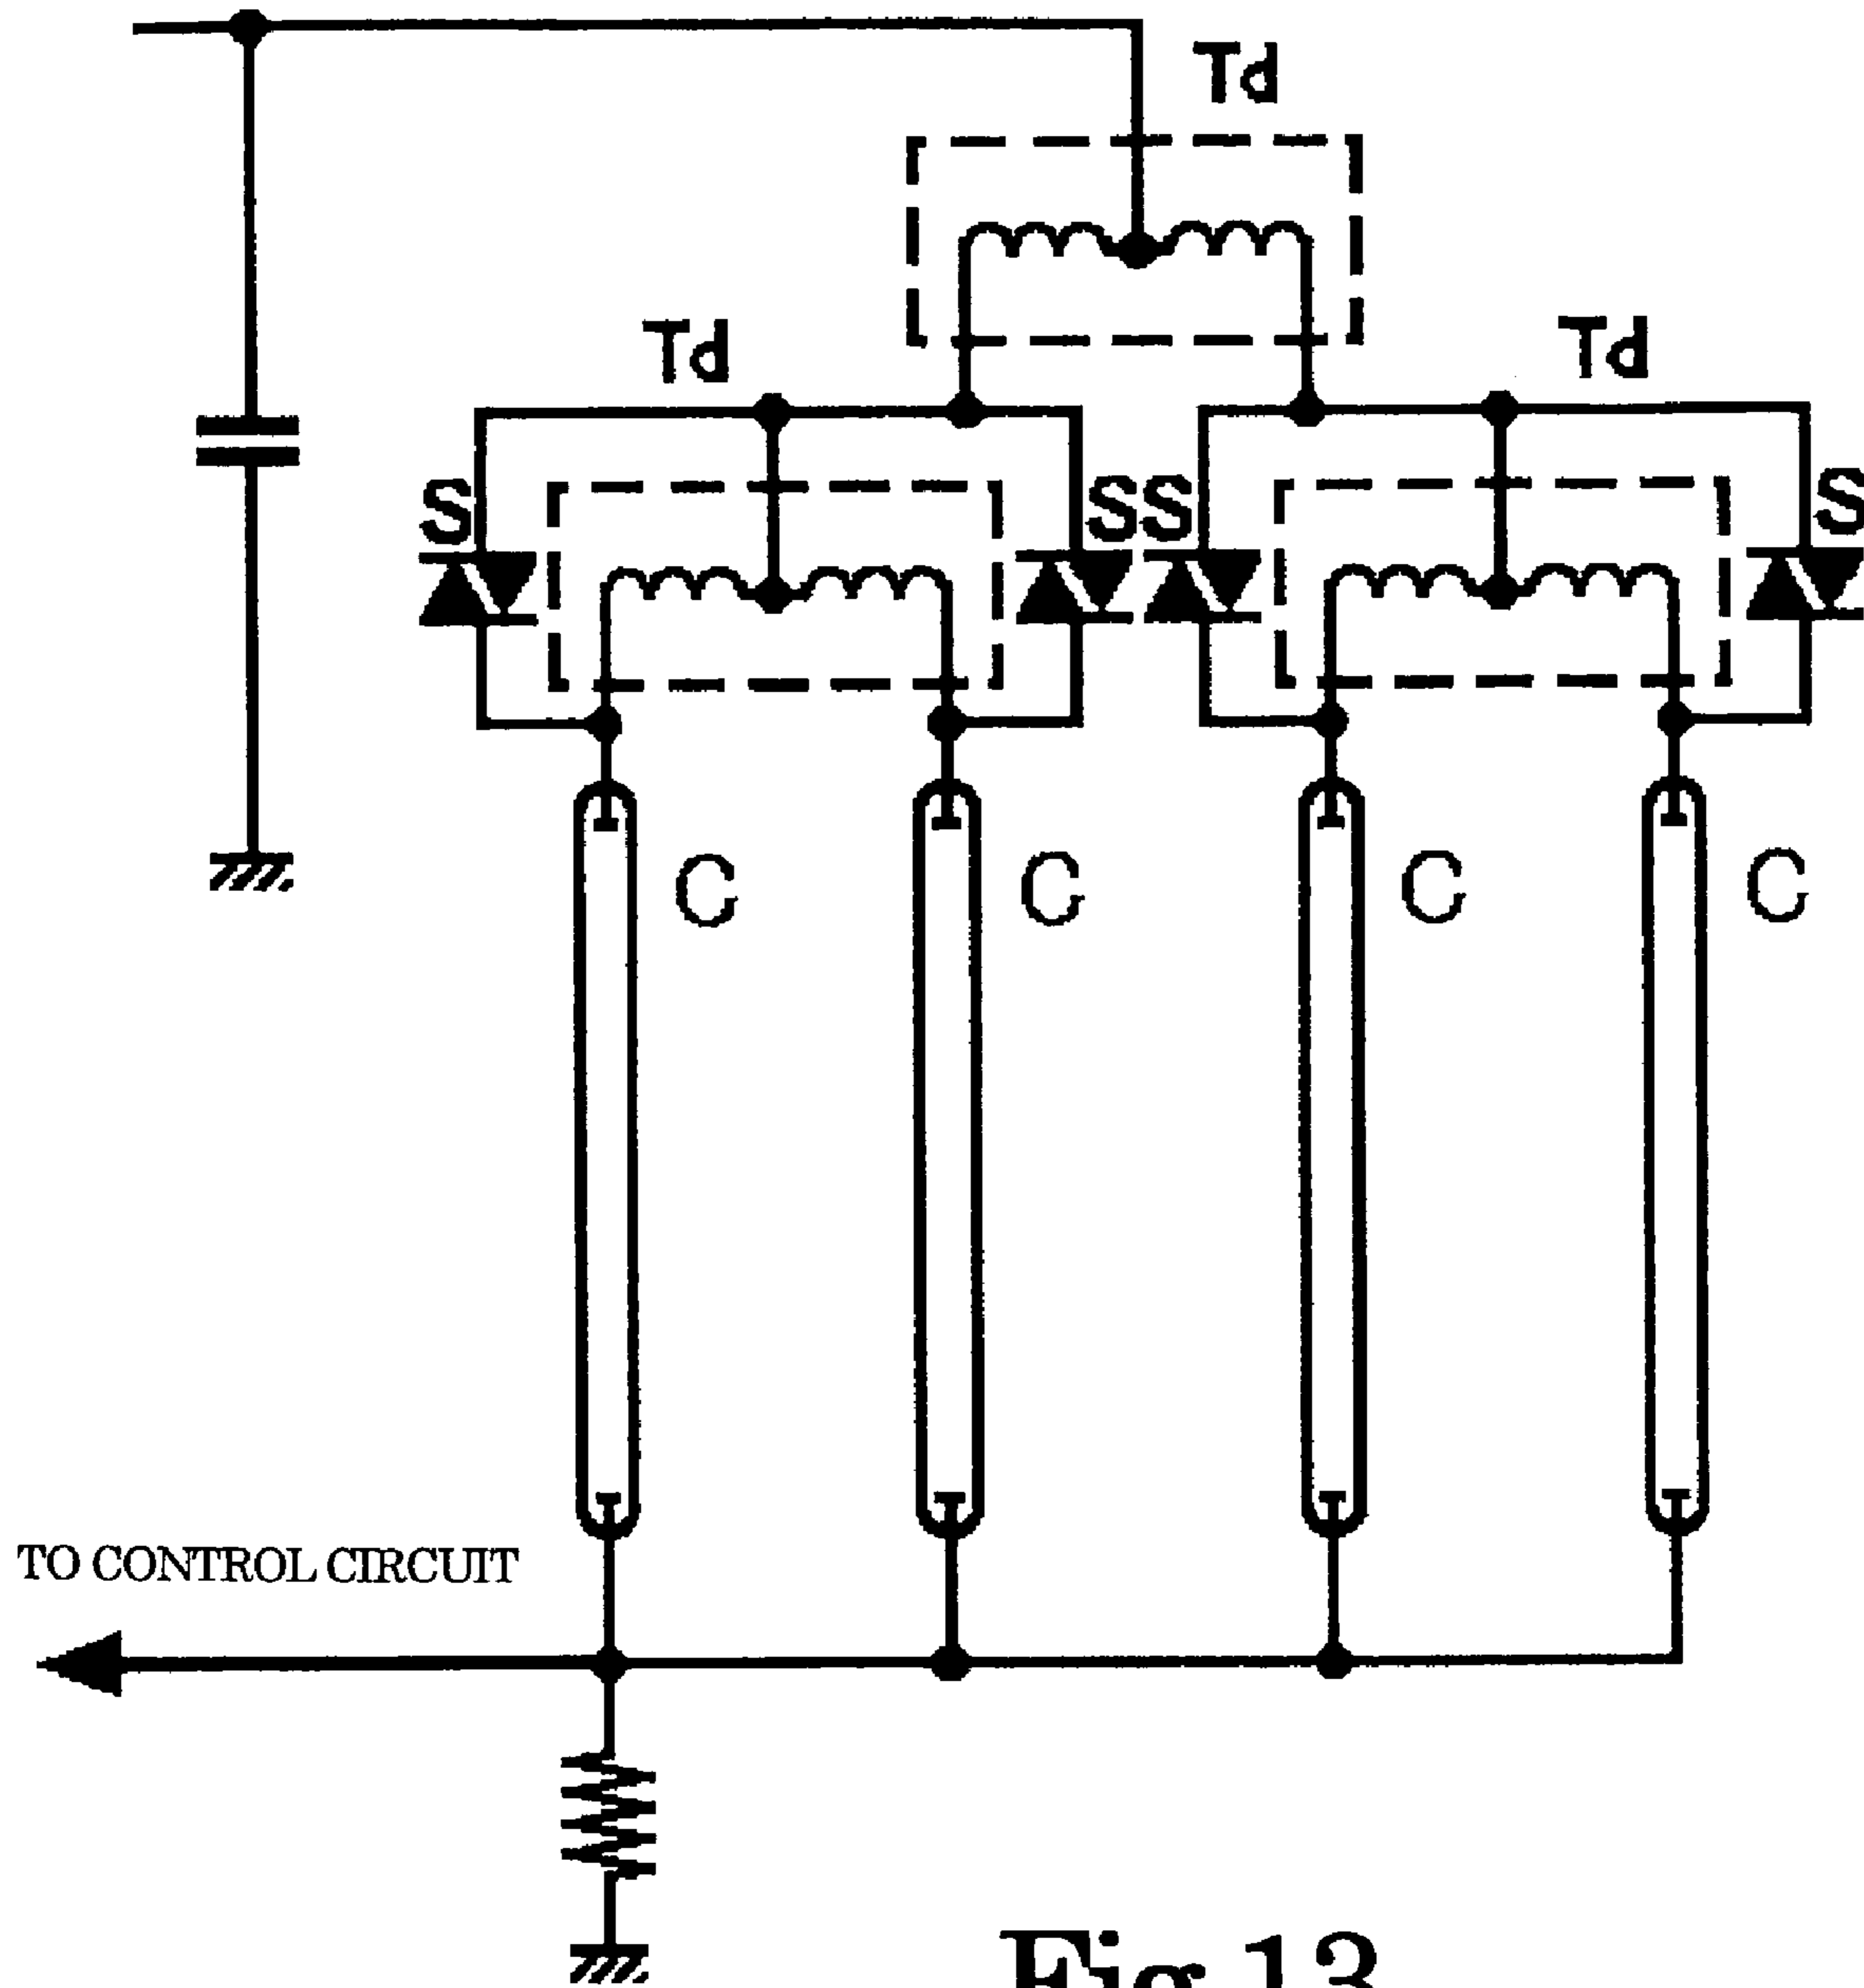 Td
Td Td
S SS S
C C C C
TO CONTROL CIRCUIT
Fig.13